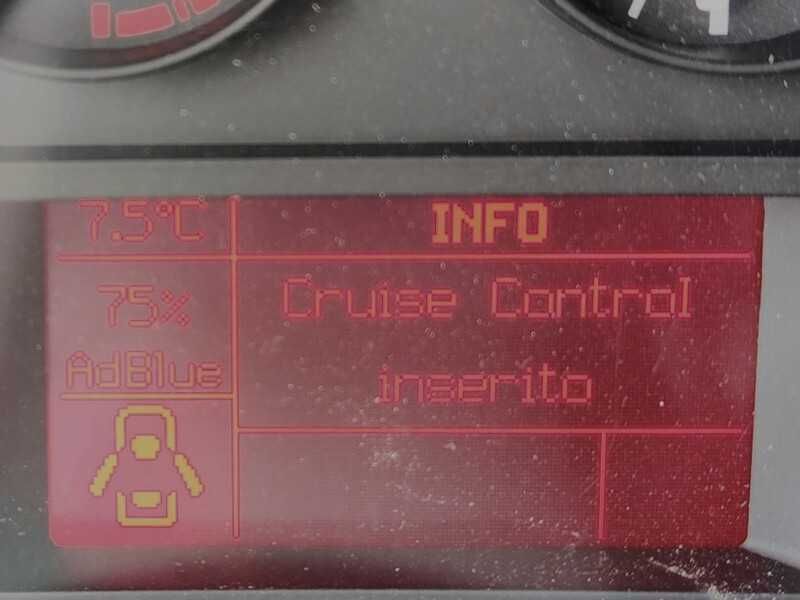 7.5°C
INFO
75%
AdBlue
Cruise Control
inserito